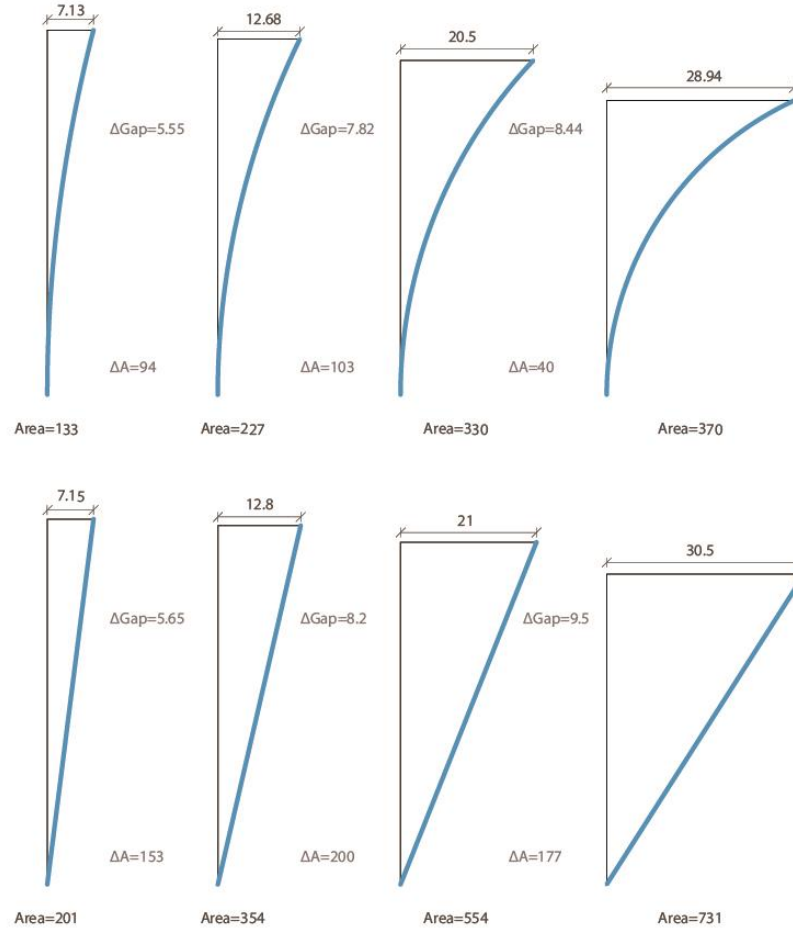 7.13
12.68
20.5
28.94
ΔGap=5.55
ΔGap=7.82
ΔGap=8.44
ΔA=94
ΔA=103
ΔA=40
Area=133
Area=227
Area=330
Area=370
7.15
12.8
21
30.5
ΔGap=5.65
ΔGap=8.2
ΔGap=9.5
ΔA=153
ΔA=200
ΔA=177
Area=201
Area=354
Area=554
Area=731